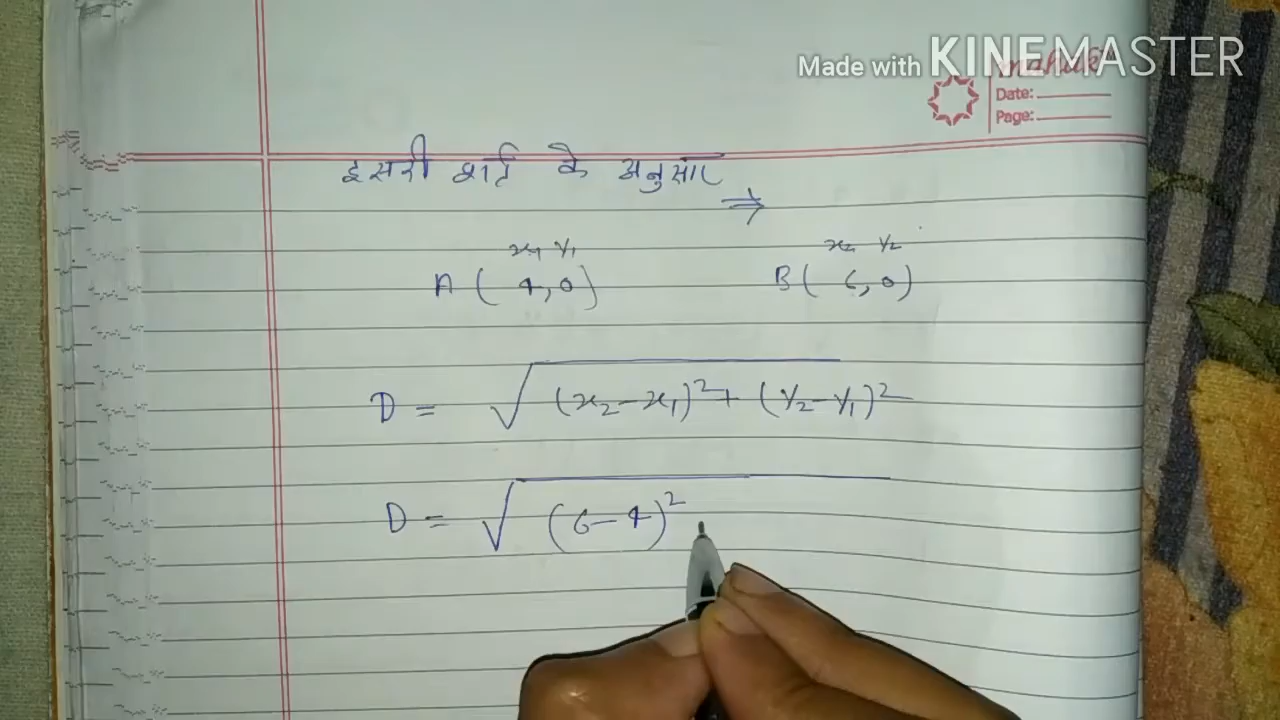 Made with KINEMASTER
Date:
Page:
इसरी शर्त के अनुसार
⇒
x₁ y₁ x₂ y₂
A ( 4, 0 ) B ( 6, 0 )
D = √(x₂ - x₁)² + (y₂ - y₁)²
D = √(6 - 4)²